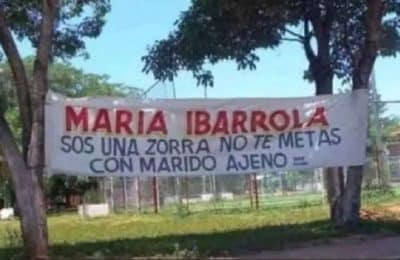 MARIA IBARROLA
SOS UNA ZORRA NO TE METAS
CON MARIDO AJENO